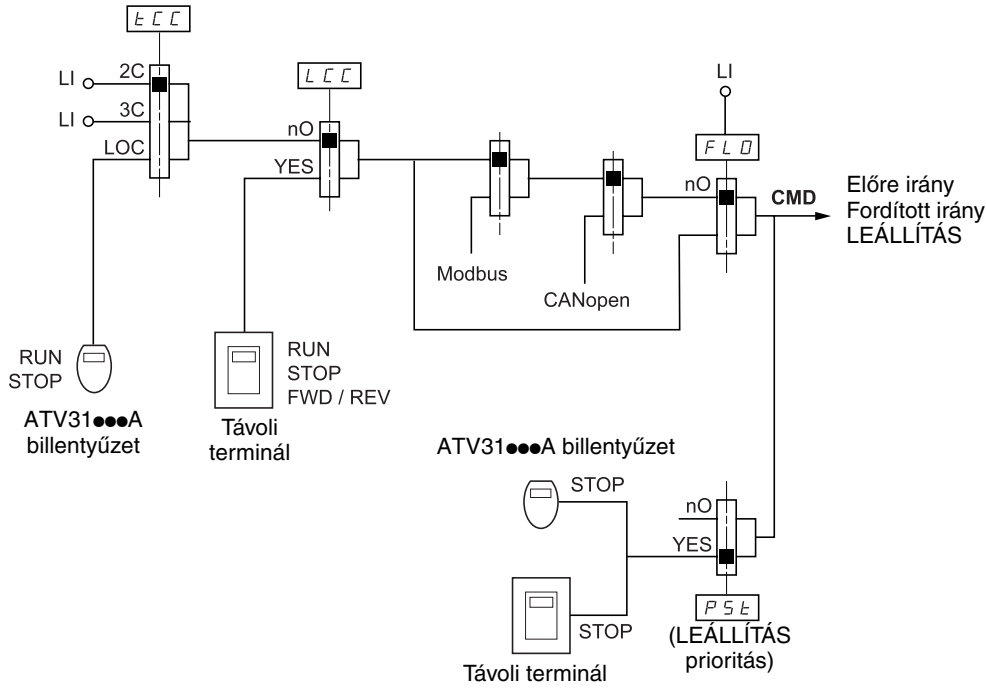 tCC
LI
2C
LI
3C
LOC
LCC
nO
YES
LI
FLO
nO
CMD
Előre irány
Fordított irány
LEÁLLÍTÁS
Modbus
CANopen
RUN
STOP
ATV31●●●A
billentyűzet
RUN
STOP
FWD / REV
Távoli
terminál
ATV31●●●A billentyűzet
STOP
nO
YES
STOP
Távoli terminál
PSt
(LEÁLLÍTÁS
prioritás)